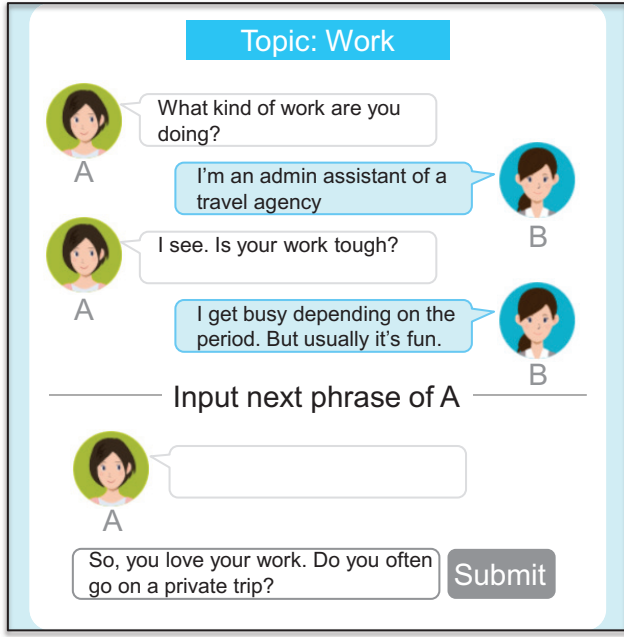 Topic: Work
What kind of work are you
doing?
A
I'm an admin assistant of a
travel agency
B
I see. Is your work tough?
A
I get busy depending on the
period. But usually it's fun.
B
Input next phrase of A
A
So, you love your work. Do you often
go on a private trip?
Submit